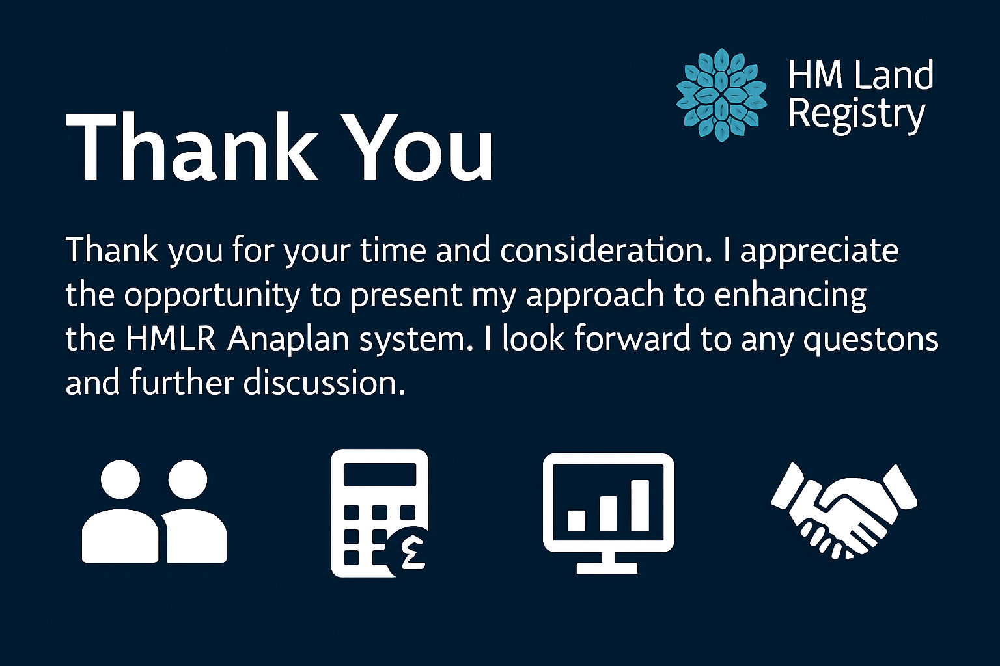 HM Land
Registry
Thank You
Thank you for your time and consideration. I appreciate
the opportunity to present my approach to enhancing
the HMLR Anaplan system. I look forward to any questons
and further discussion.
£